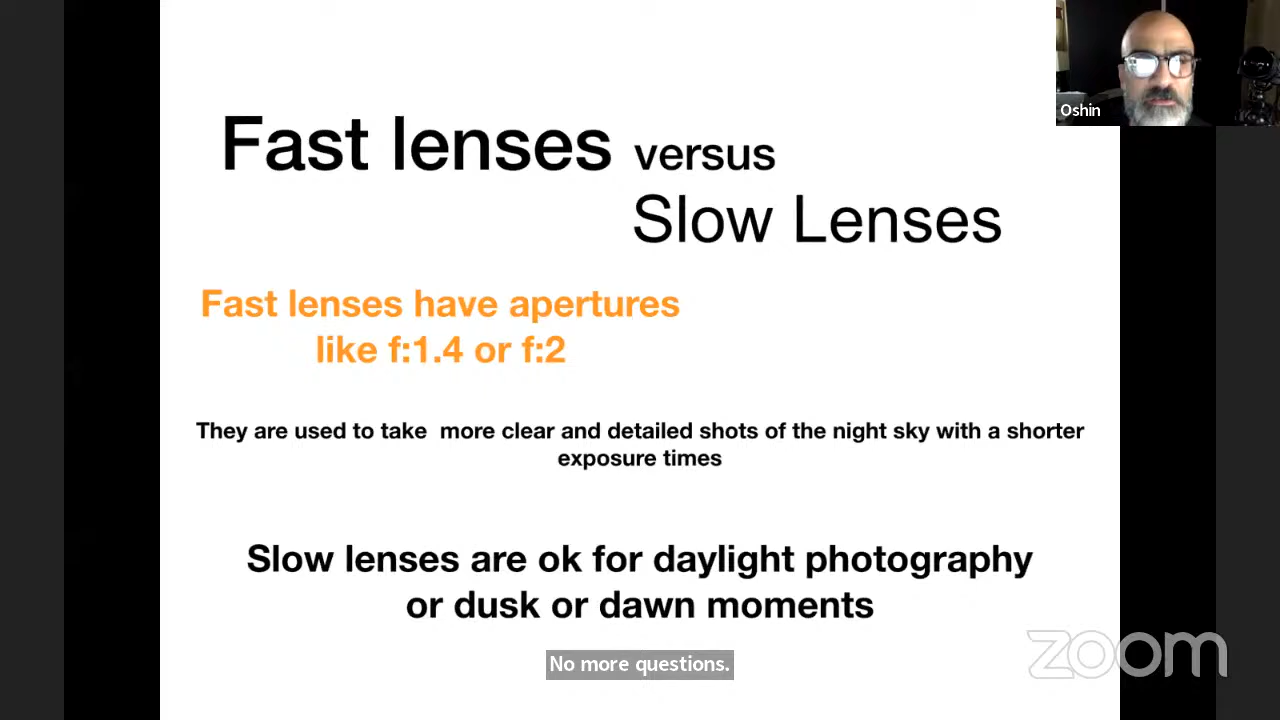 Fast lenses versus
Slow Lenses
Fast lenses have apertures
like f:1.4 or f:2
They are used to take  more clear and detailed shots of the night sky with a shorter
exposure times
Slow lenses are ok for daylight photography
or dusk or dawn moments
No more questions.
Oshin
zoom